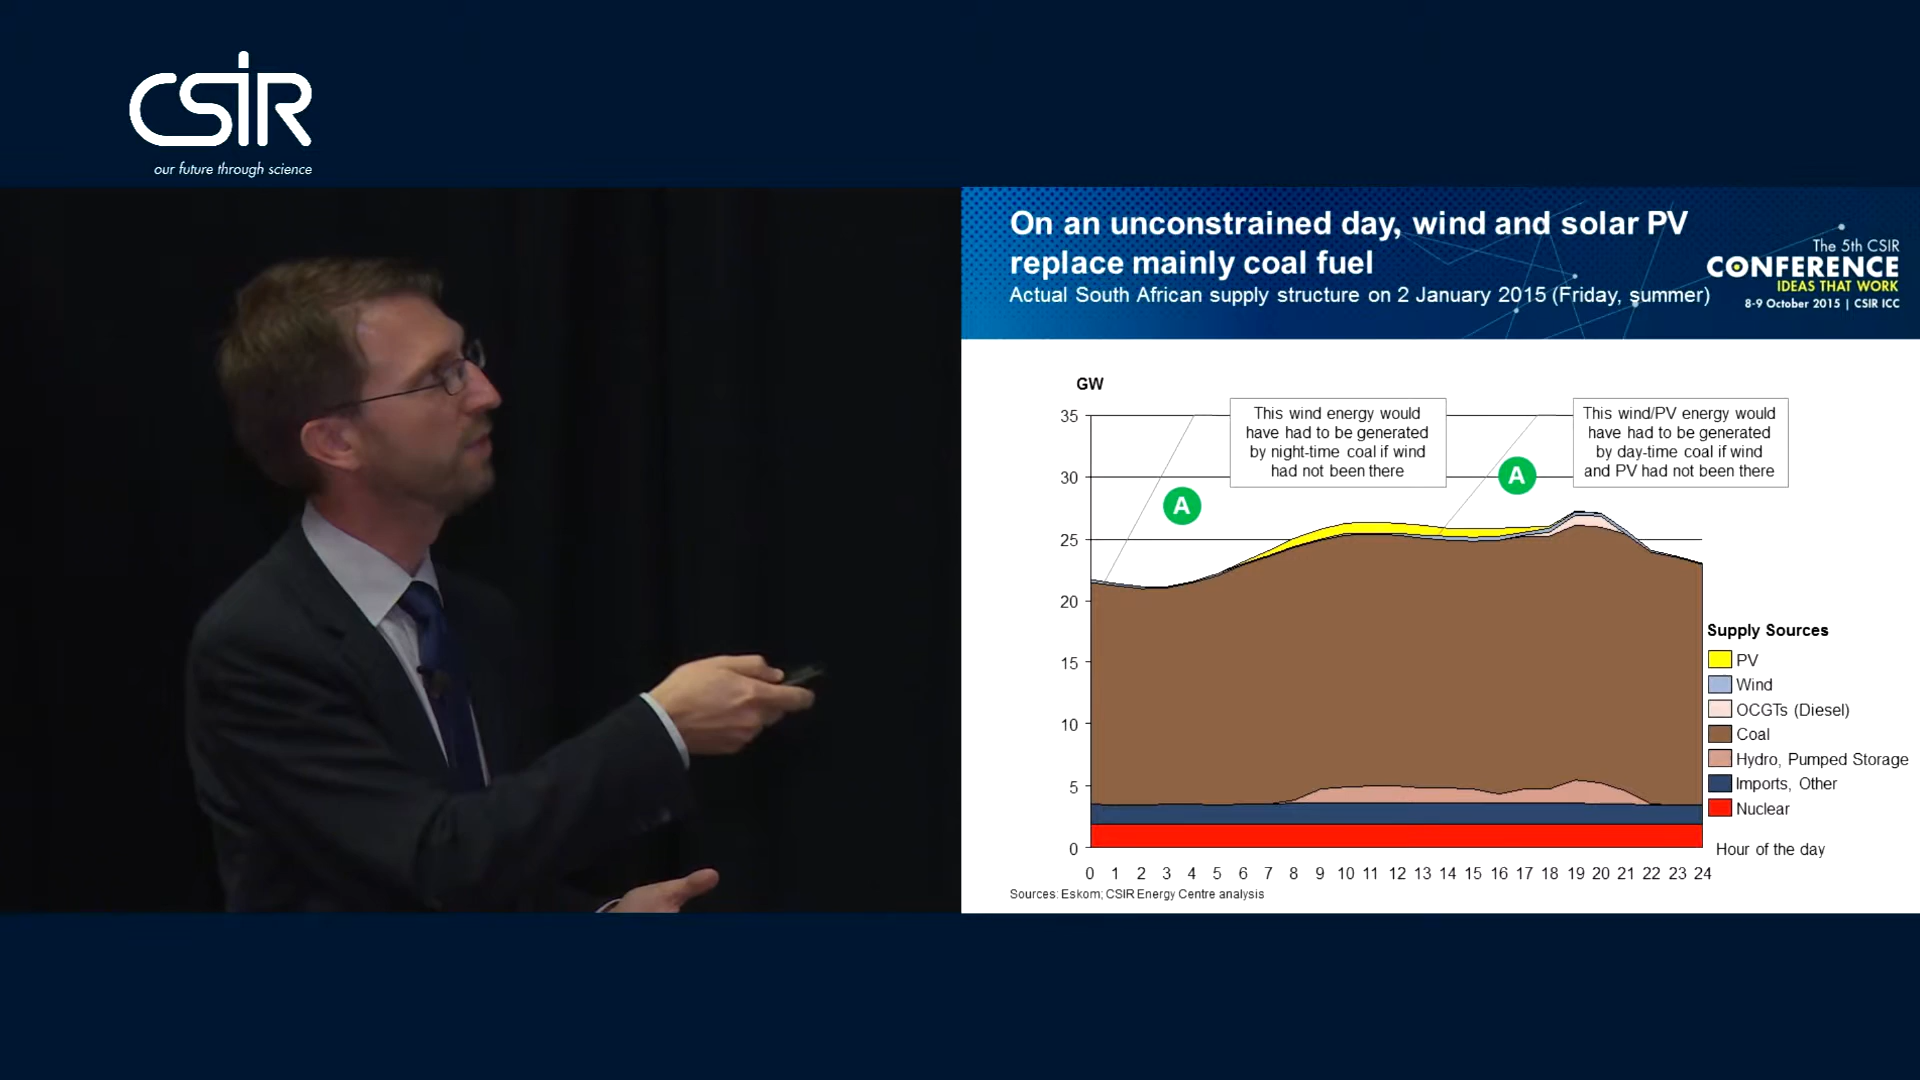 CSIR
our future through science
On an unconstrained day, wind and solar PV
replace mainly coal fuel
Actual South African supply structure on 2 January 2015 (Friday, summer)
The 5th CSIR
CONFERENCE
IDEAS THAT WORK
8-9 October 2015 | CSIR ICC
GW
35
30
25
20
15
10
5
0
This wind energy would
have had to be generated
by night-time coal if wind
had not been there
This wind/PV energy would
have had to be generated
by day-time coal if wind
and PV had not been there
A
A
Supply Sources
PV
Wind
OCGTs (Diesel)
Coal
Hydro, Pumped Storage
Imports, Other
Nuclear
Hour of the day
0 1 2 3 4 5 6 7 8 9 10 11 12 13 14 15 16 17 18 19 20 21 22 23 24
Sources: Eskom; CSIR Energy Centre analysis